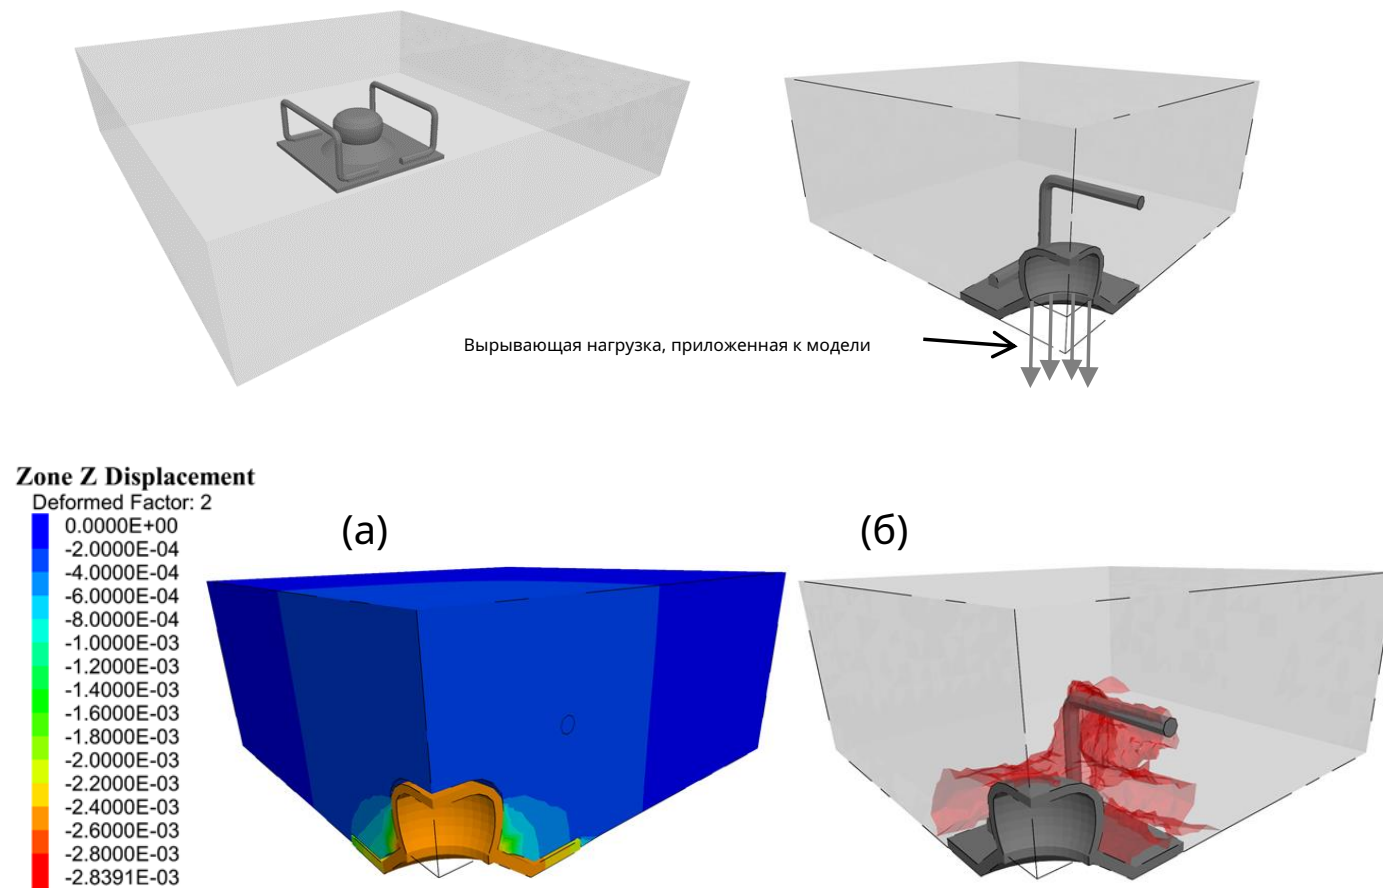 Вырывающая нагрузка, приложенная к модели
Zone Z Displacement
Deformed Factor: 2
0.0000E+00
-2.0000E-04
-4.0000E-04
-6.0000E-04
-8.0000E-04
-1.0000E-03
-1.2000E-03
-1.4000E-03
-1.6000E-03
-1.8000E-03
-2.0000E-03
-2.2000E-03
-2.4000E-03
-2.6000E-03
-2.8000E-03
-2.8391E-03
(а)
(б)